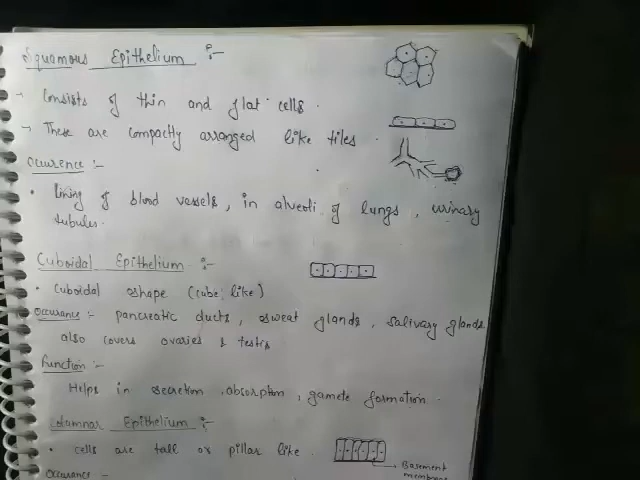 Squamous Epithelium :-
→ Consists of thin and flat cells.
→ These are compactly arranged like tiles.
Occurence :-
• Lining of blood vessels, in alveoli of lungs, urinary
tubules.
Cuboidal Epithelium :-
• Cuboidal shape (cube like)
Occurance :- pancreatic ducts, sweat glands, salivary glands
also covers ovaries & testis
Function :-
Helps in secretion, absorption, gamete formation.
Columnar Epithelium :-
• cells are tall or pillar like.
→ Basement
membrane
Occurance -